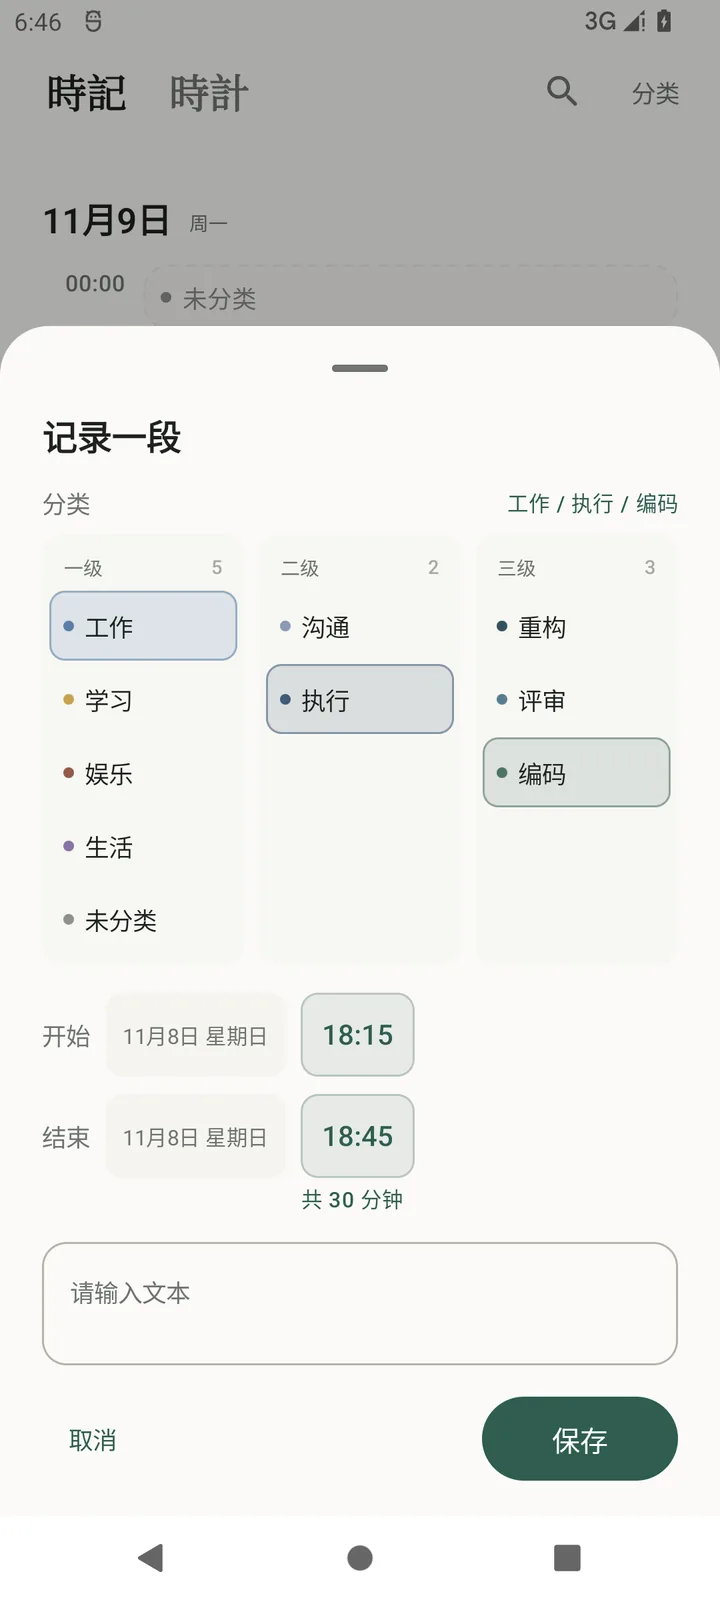 6:46 3G
時記 時計 分类
11月9日 周一
00:00 未分类
记录一段
分类 工作 / 执行 / 编码
一级 5 二级 2 三级 3
工作 沟通 重构
学习 执行 评审
娱乐 编码
生活
未分类
开始 11月8日 星期日 18:15
结束 11月8日 星期日 18:45
共 30 分钟
请输入文本
取消 保存